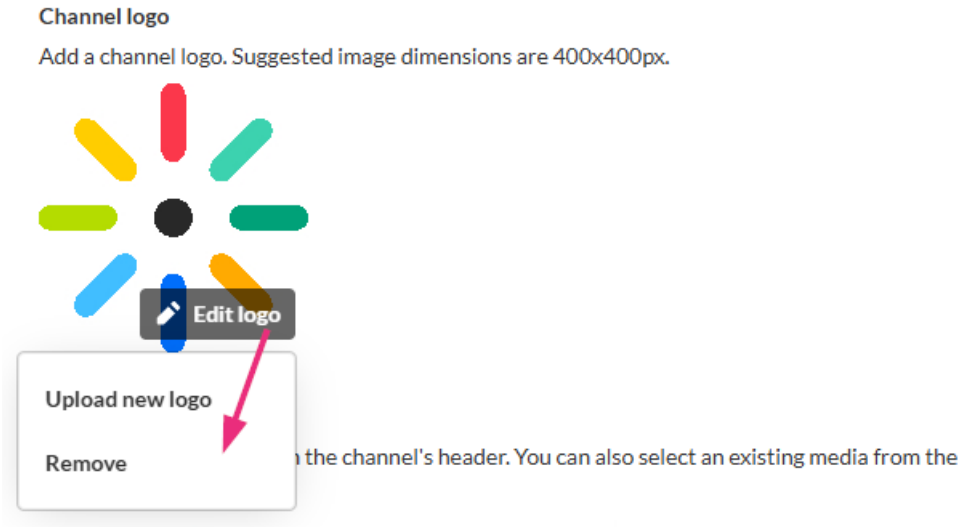 Channel logo
Add a channel logo. Suggested image dimensions are 400x400px.
Edit logo
Upload new logo
Remove
the channel's header. You can also select an existing media from the